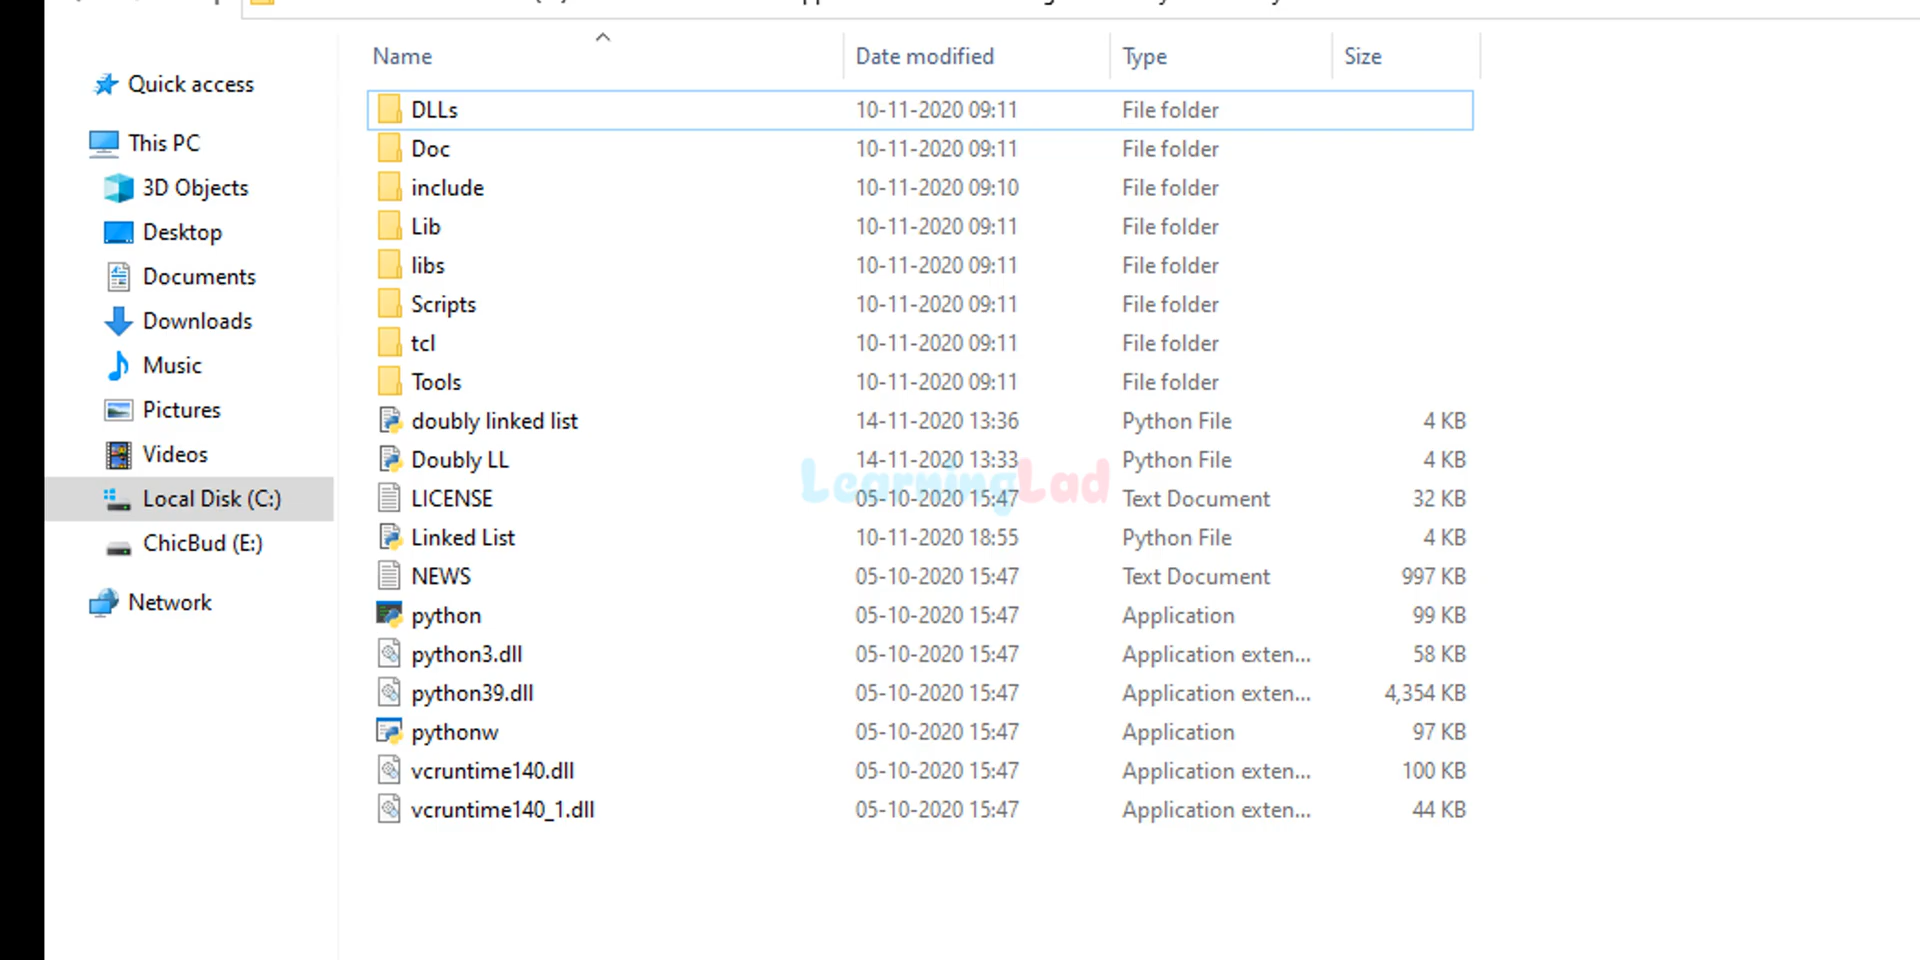 Name Date modified Type Size
Quick access
This PC
3D Objects
Desktop
Documents
Downloads
Music
Pictures
Videos
Local Disk (C:)
ChicBud (E:)
Network
DLLs 10-11-2020 09:11 File folder
Doc 10-11-2020 09:11 File folder
include 10-11-2020 09:10 File folder
Lib 10-11-2020 09:11 File folder
libs 10-11-2020 09:11 File folder
Scripts 10-11-2020 09:11 File folder
tcl 10-11-2020 09:11 File folder
Tools 10-11-2020 09:11 File folder
doubly linked list 14-11-2020 13:36 Python File 4 KB
Doubly LL 14-11-2020 13:33 Python File 4 KB
LearningLad
LICENSE 05-10-2020 15:47 Text Document 32 KB
Linked List 10-11-2020 18:55 Python File 4 KB
NEWS 05-10-2020 15:47 Text Document 997 KB
python 05-10-2020 15:47 Application 99 KB
python3.dll 05-10-2020 15:47 Application exten... 58 KB
python39.dll 05-10-2020 15:47 Application exten... 4,354 KB
pythonw 05-10-2020 15:47 Application 97 KB
vcruntime140.dll 05-10-2020 15:47 Application exten... 100 KB
vcruntime140_1.dll 05-10-2020 15:47 Application exten... 44 KB